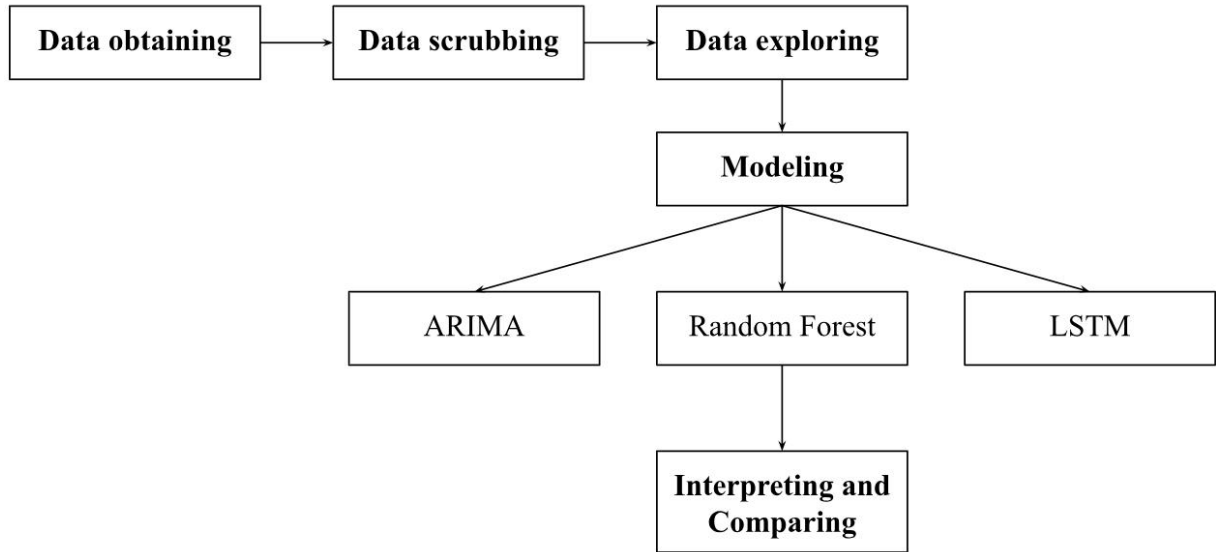 Data obtaining
Data scrubbing
Data exploring
Modeling
ARIMA
Random Forest
LSTM
Interpreting and
Comparing